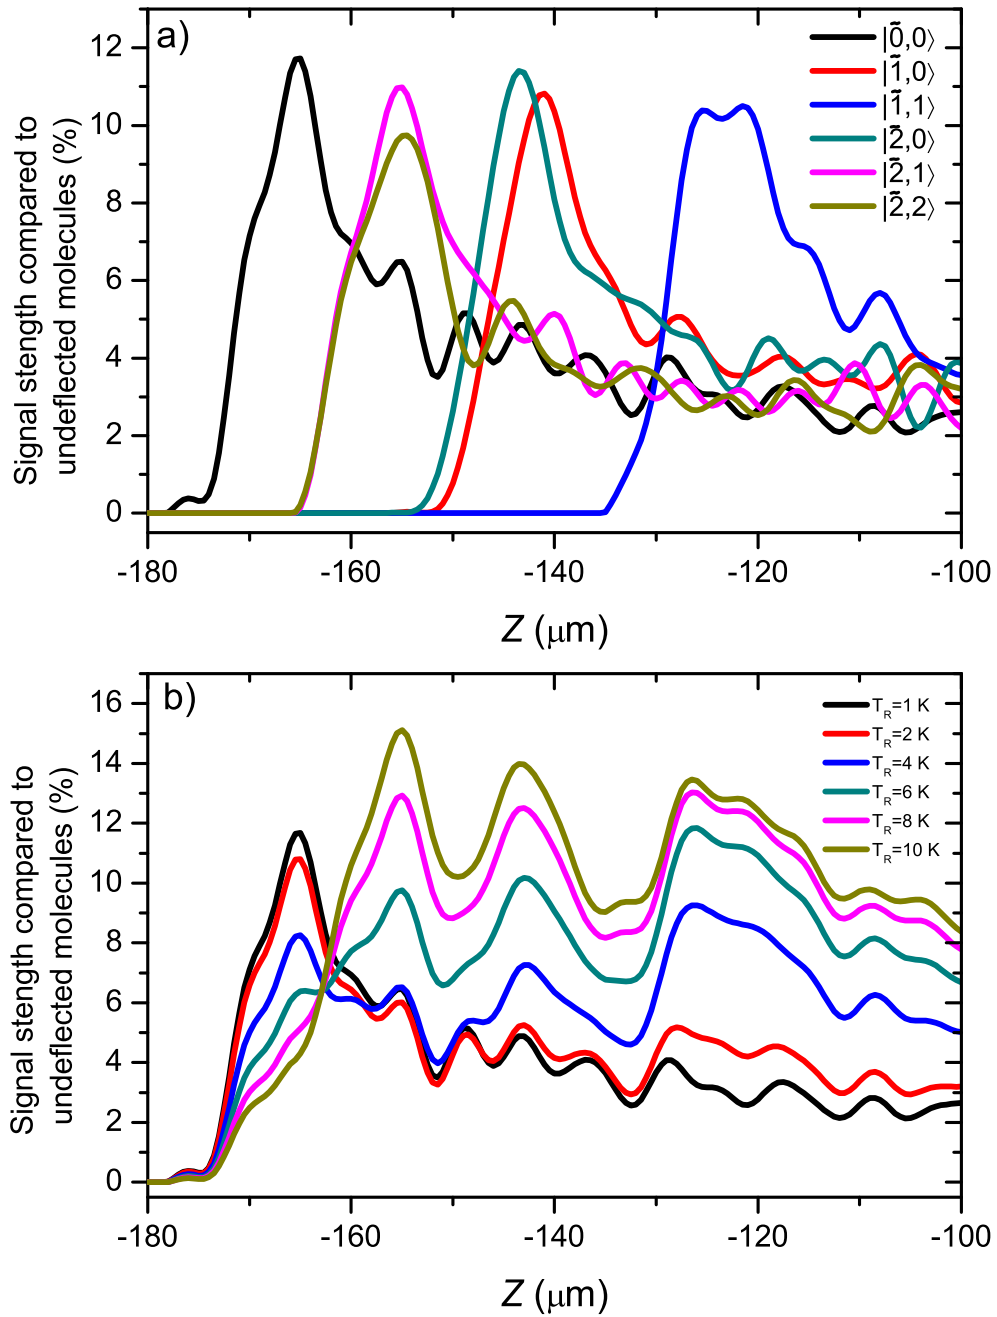 a)
|0̃,0⟩
|1̃,0⟩
|1̃,1⟩
|2̃,0⟩
|2̃,1⟩
|2̃,2⟩
12
10
8
6
4
2
0
Signal stength compared to
undeflected molecules (%)
-180 -160 -140 -120 -100
Z (μm)
b)
T_R=1 K
T_R=2 K
T_R=4 K
T_R=6 K
T_R=8 K
T_R=10 K
16
14
12
10
8
6
4
2
0
Signal stength compared to
undeflected molecules (%)
-180 -160 -140 -120 -100
Z (μm)